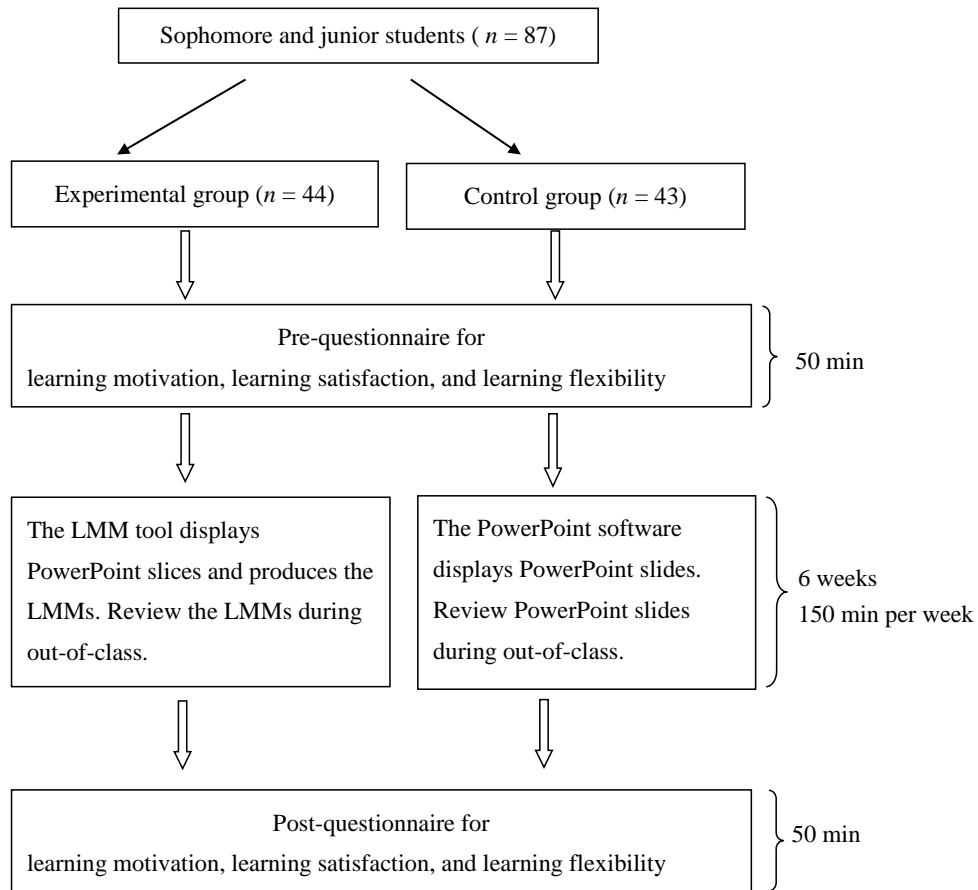 Sophomore and junior students ( n = 87)
Experimental group (n = 44)
Control group (n = 43)
Pre-questionnaire for
learning motivation, learning satisfaction, and learning flexibility
50 min
The LMM tool displays
PowerPoint slices and produces the
LMMs. Review the LMMs during
out-of-class.
The PowerPoint software
displays PowerPoint slides.
Review PowerPoint slides
during out-of-class.
6 weeks
150 min per week
Post-questionnaire for
learning motivation, learning satisfaction, and learning flexibility
50 min